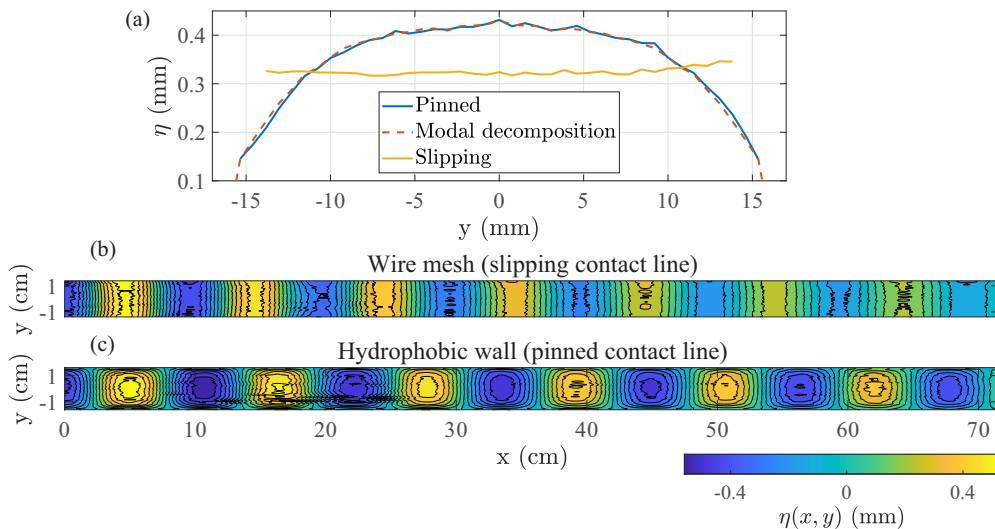 (a)
η (mm)
0.4
0.3
0.2
0.1
Pinned
Modal decomposition
Slipping
-15 -10 -5 0 5 10 15
y (mm)
(b)
Wire mesh (slipping contact line)
y (cm)
1
-1
(c)
Hydrophobic wall (pinned contact line)
y (cm)
1
-1
0 10 20 30 40 50 60 70
x (cm)
-0.4 0 0.4
η(x, y) (mm)